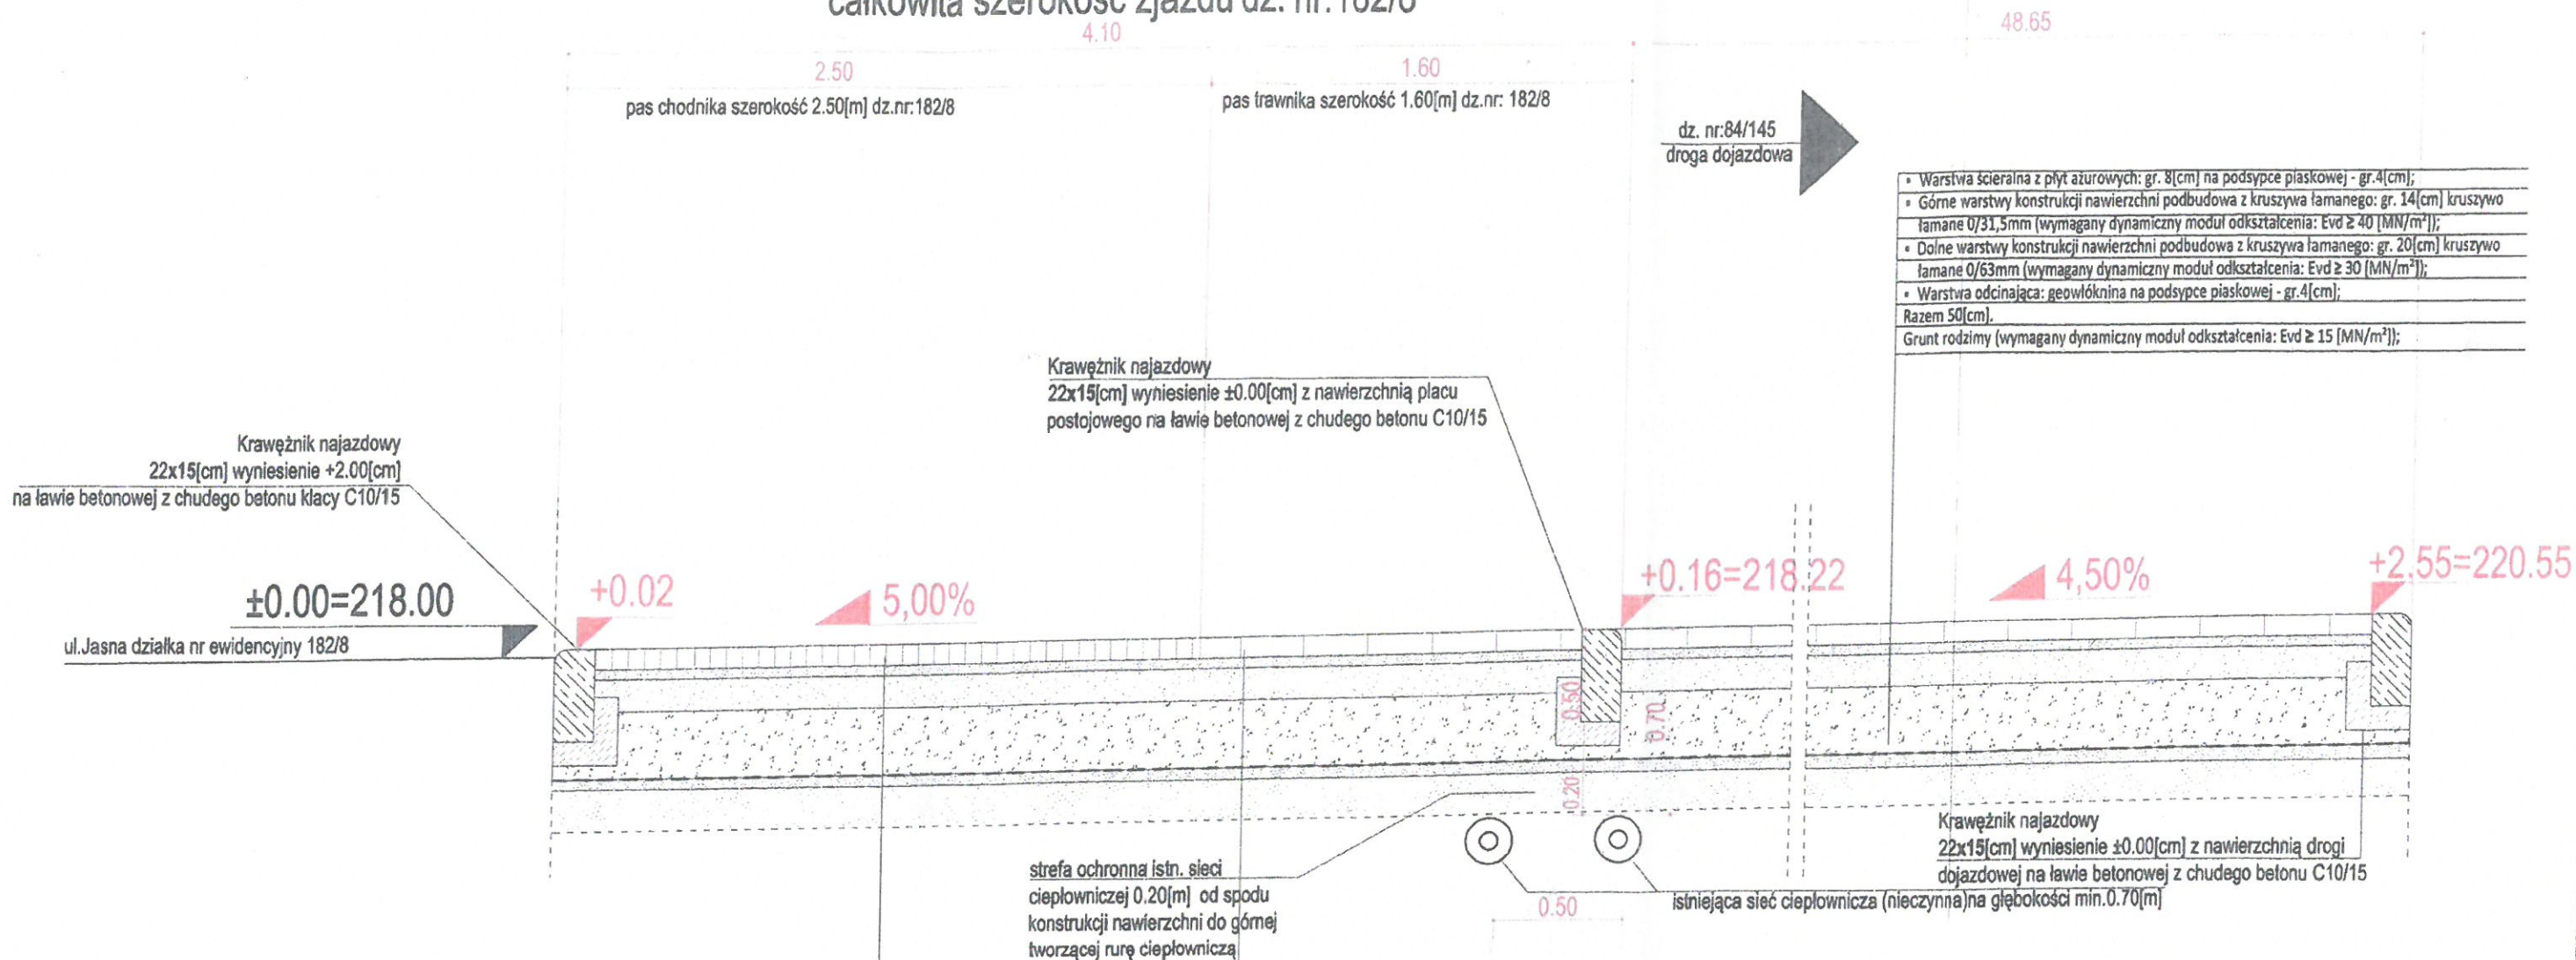 całkowita szerokość zjazdu dz. nr.182/8
4.10
48.65
2.50
1.60
pas chodnika szerokość 2.50[m] dz.nr:182/8
pas trawnika szerokość 1.60[m] dz.nr: 182/8
dz. nr:84/145
droga dojazdowa
• Warstwa ścieralna z płyt ażurowych: gr. 8[cm] na podsypce piaskowej - gr.4[cm];
• Górne warstwy konstrukcji nawierzchni podbudowa z kruszywa łamanego: gr. 14[cm] kruszywo
łamane 0/31,5mm (wymagany dynamiczny moduł odkształcenia: Evd ≥ 40 [MN/m²]);
• Dolne warstwy konstrukcji nawierzchni podbudowa z kruszywa łamanego: gr. 20[cm] kruszywo
łamane 0/63mm (wymagany dynamiczny moduł odkształcenia: Evd ≥ 30 [MN/m²]);
• Warstwa odcinająca: geowłóknina na podsypce piaskowej - gr.4[cm];
Razem 50[cm].
Grunt rodzimy (wymagany dynamiczny moduł odkształcenia: Evd ≥ 15 [MN/m²]);
Krawężnik najazdowy
22x15[cm] wyniesienie ±0.00[cm] z nawierzchnią placu
postojowego na ławie betonowej z chudego betonu C10/15
Krawężnik najazdowy
22x15[cm] wyniesienie +2.00[cm]
na ławie betonowej z chudego betonu klacy C10/15
±0.00=218.00
ul.Jasna działka nr ewidencyjny 182/8
+0.02
5,00%
+0.16=218.22
4,50%
+2.55=220.55
0.50
0.70
0.20
strefa ochronna istn. sieci
ciepłowniczej 0.20[m] od spodu
konstrukcji nawierzchni do górnej
tworzącej rurę ciepłowniczą
0.50
Krawężnik najazdowy
22x15[cm] wyniesienie ±0.00[cm] z nawierzchnią drogi
dojazdowej na ławie betonowej z chudego betonu C10/15
istniejąca sieć ciepłownicza (nieczynna)na głębokości min.0.70[m]